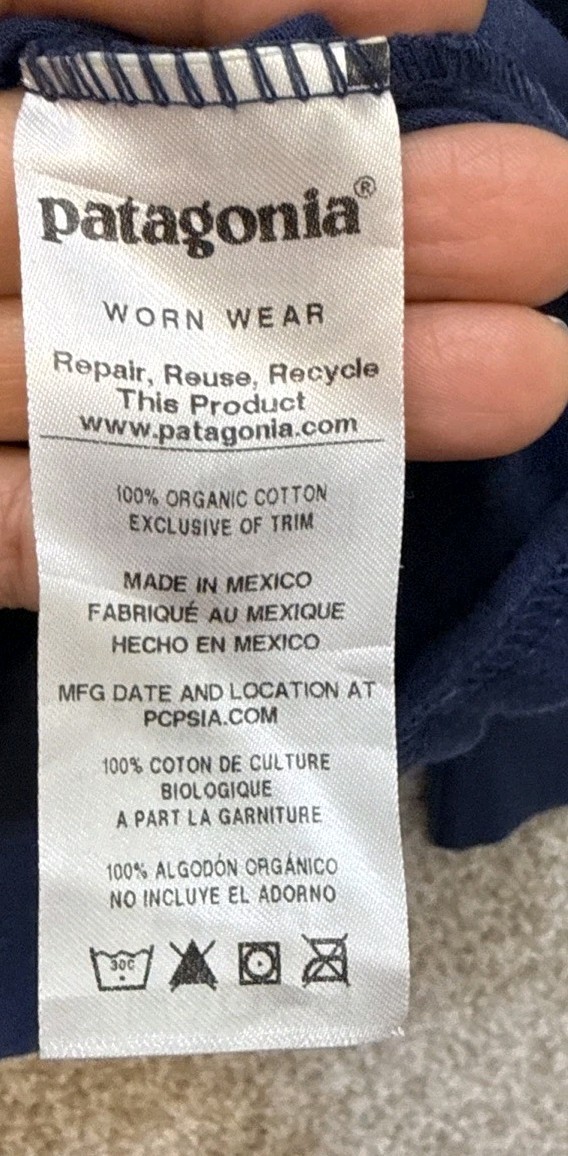 patagonia®
WORN WEAR
Repair, Reuse, Recycle
This Product
www.patagonia.com
100% ORGANIC COTTON
EXCLUSIVE OF TRIM
MADE IN MEXICO
FABRIQUÉ AU MEXIQUE
HECHO EN MEXICO
MFG DATE AND LOCATION AT
PCPSIA.COM
100% COTON DE CULTURE
BIOLOGIQUE
A PART LA GARNITURE
100% ALGODÓN ORGÁNICO
NO INCLUYE EL ADORNO
30C